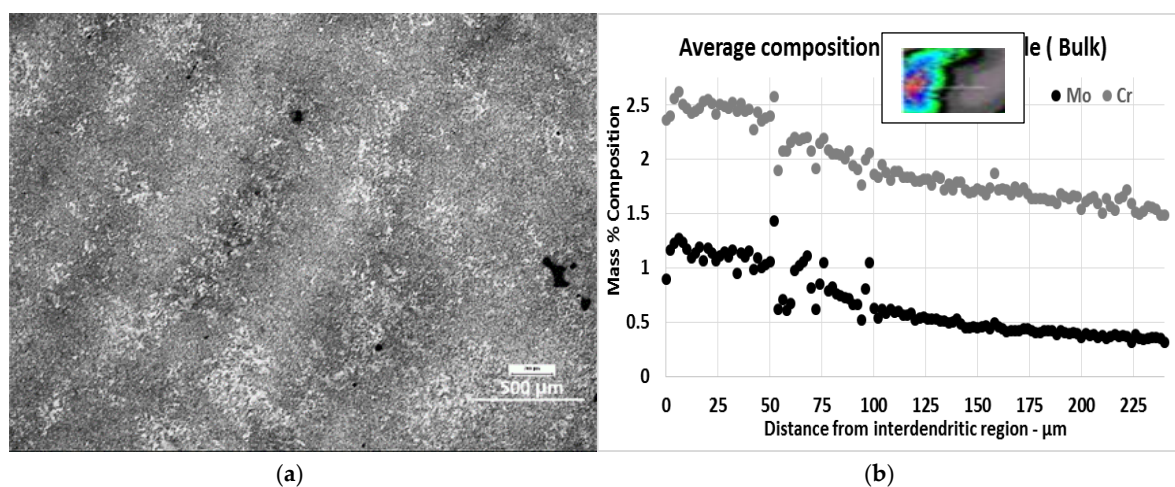 500 µm
(a)
Average composition le ( Bulk)
Mo Cr
Mass % Composition
2.5
2
1.5
1
0.5
0
0 25 50 75 100 125 150 175 200 225
Distance from interdendritic region - µm
(b)